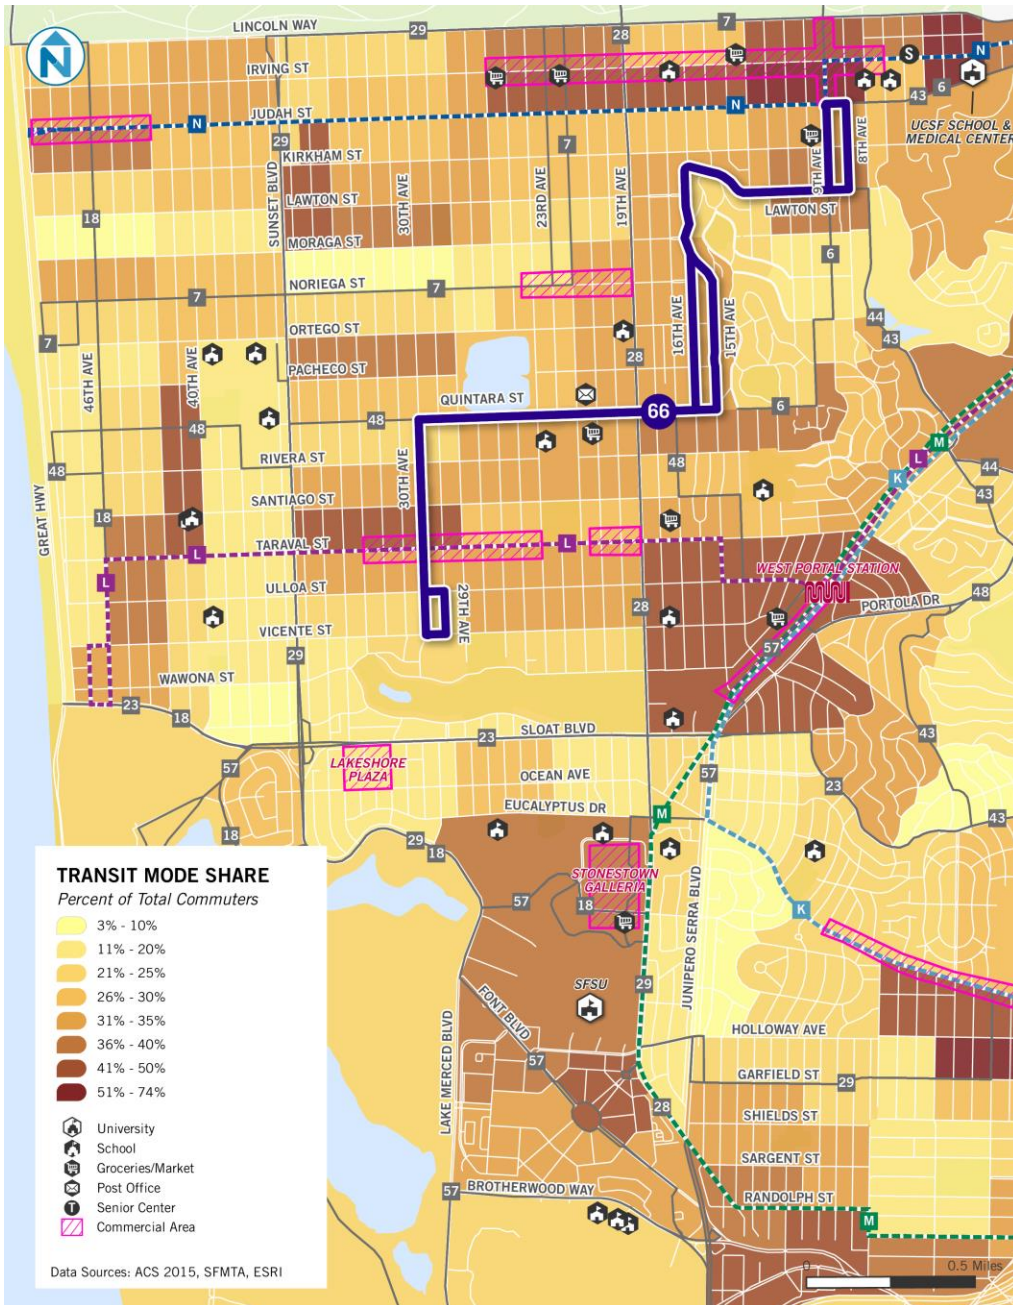 N
LINCOLN WAY
29
28
7
IRVING ST
S
N
43
6
JUDAH ST
N
N
UCSF SCHOOL &
MEDICAL CENTER
9TH AVE
8TH AVE
29
KIRKHAM ST
7
SUNSET BLVD
30TH AVE
23RD AVE
19TH AVE
LAWTON ST
LAWTON ST
18
MORAGA ST
6
NORIEGA ST
7
7
7
44
43
ORTEGO ST
16TH AVE
15TH AVE
28
PACHECO ST
46TH AVE
40TH AVE
QUINTARA ST
66
6
48
48
48
RIVERA ST
30TH AVE
48
M
L
K
44
43
GREAT HWY
SANTIAGO ST
18
TARAVAL ST
L
L
L
WEST PORTAL STATION
ULLOA ST
29TH AVE
28
PORTOLA DR
48
VICENTE ST
29
57
WAWONA ST
23
18
43
SLOAT BLVD
23
57
57
LAKESHORE
PLAZA
OCEAN AVE
23
EUCALYPTUS DR
M
43
18
29
18
STONESTOWN
GALLERIA
57
18
JUNIPERO SERRA BLVD
K
SFSU
29
FONT BLVD
LAKE MERCED BLVD
HOLLOWAY AVE
57
GARFIELD ST
29
28
SHIELDS ST
SARGENT ST
57
BROTHERWOOD WAY
RANDOLPH ST
M
TRANSIT MODE SHARE
Percent of Total Commuters
3% - 10%
11% - 20%
21% - 25%
26% - 30%
31% - 35%
36% - 40%
41% - 50%
51% - 74%
University
School
Groceries/Market
Post Office
T
Senior Center
Commercial Area
Data Sources: ACS 2015, SFMTA, ESRI
0
0.5 Miles